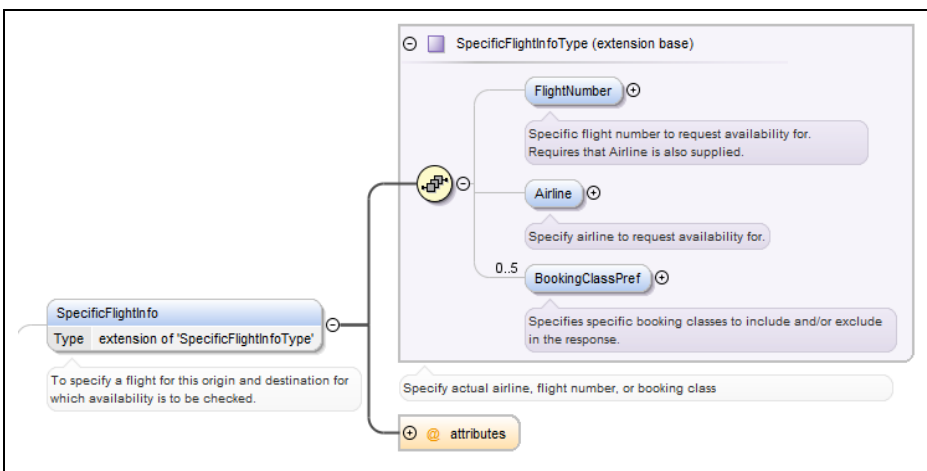 SpecificFlightInfoType (extension base)
FlightNumber
Specific flight number to request availability for.
Requires that Airline is also supplied.
Airline
Specify airline to request availability for.
0..5
BookingClassPref
Specifies specific booking classes to include and/or exclude
in the response.
SpecificFlightInfo
Type extension of 'SpecificFlightInfoType'
To specify a flight for this origin and destination for
which availability is to be checked.
Specify actual airline, flight number, or booking class
@ attributes